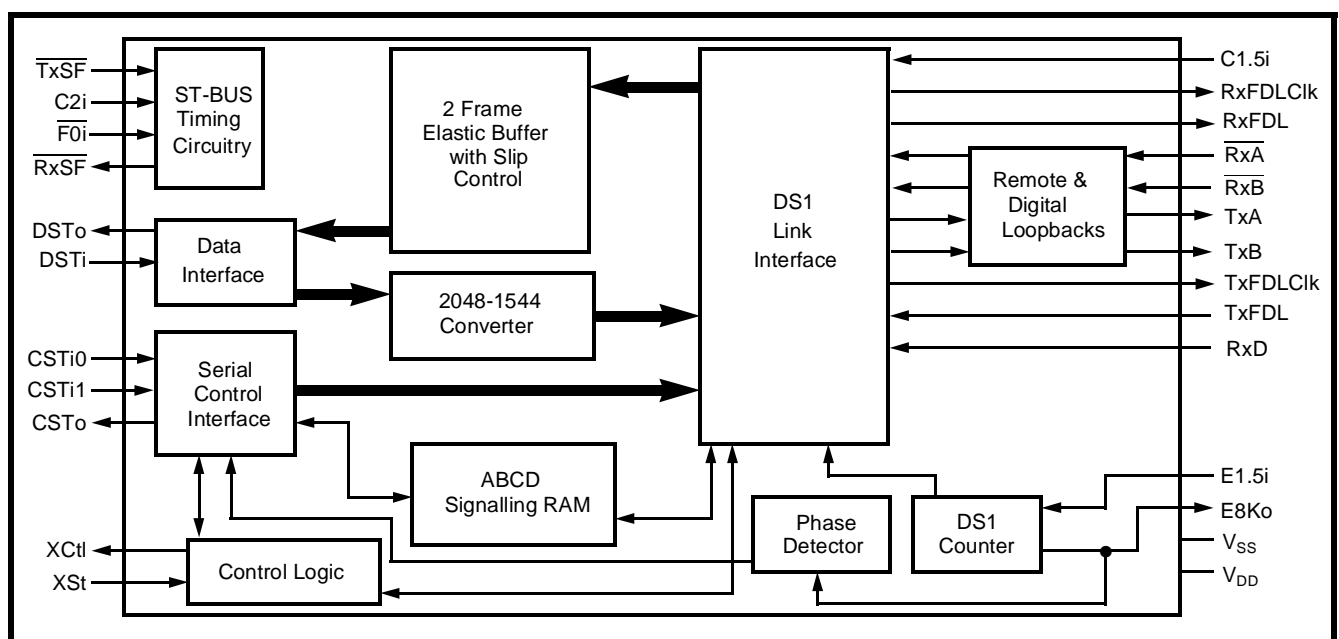 TxSF
C2i
F0i
RxSF
ST-BUS
Timing
Circuitry
2 Frame
Elastic Buffer
with Slip
Control
DS1
Link
Interface
C1.5i
RxFDLClk
RxFDL
RxA
RxB
TxA
TxB
TxFDLClk
TxFDL
RxD
Remote &
Digital
Loopbacks
DSTo
DSTi
Data
Interface
2048-1544
Converter
CSTi0
CSTi1
CSTo
Serial
Control
Interface
ABCD
Signalling RAM
Phase
Detector
DS1
Counter
E1.5i
E8Ko
VSS
VDD
XCtl
XSt
Control Logic